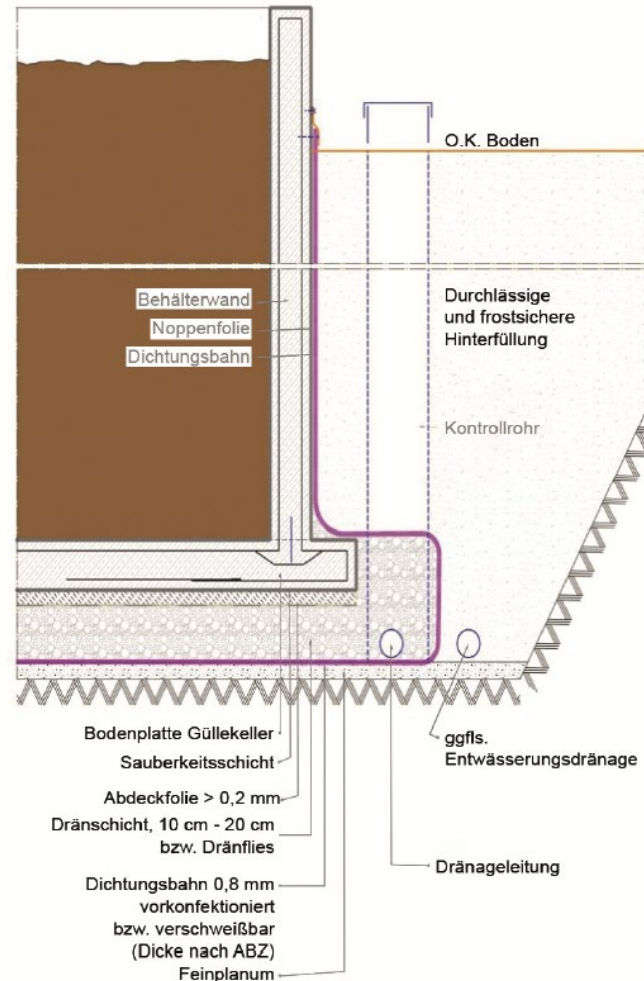 O.K. Boden
Behälterwand
Noppenfolie
Dichtungsbahn
Durchlässige
und frostsichere
Hinterfüllung
Kontrollrohr
Bodenplatte Güllekeller
Sauberkeitsschicht
Abdeckfolie > 0,2 mm
Dränschicht, 10 cm - 20 cm
bzw. Dränflies
Dichtungsbahn 0,8 mm
vorkonfektioniert
bzw. verschweißbar
(Dicke nach ABZ)
Feinplanum
ggfls.
Entwässerungsdränage
Dränageleitung